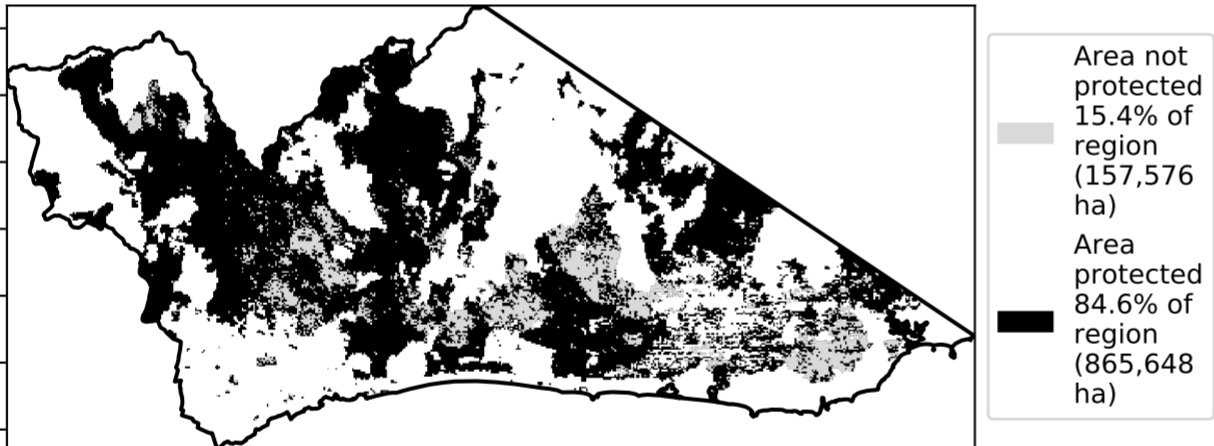 Area not
protected
15.4% of
region
(157,576
ha)
Area
protected
84.6% of
region
(865,648
ha)